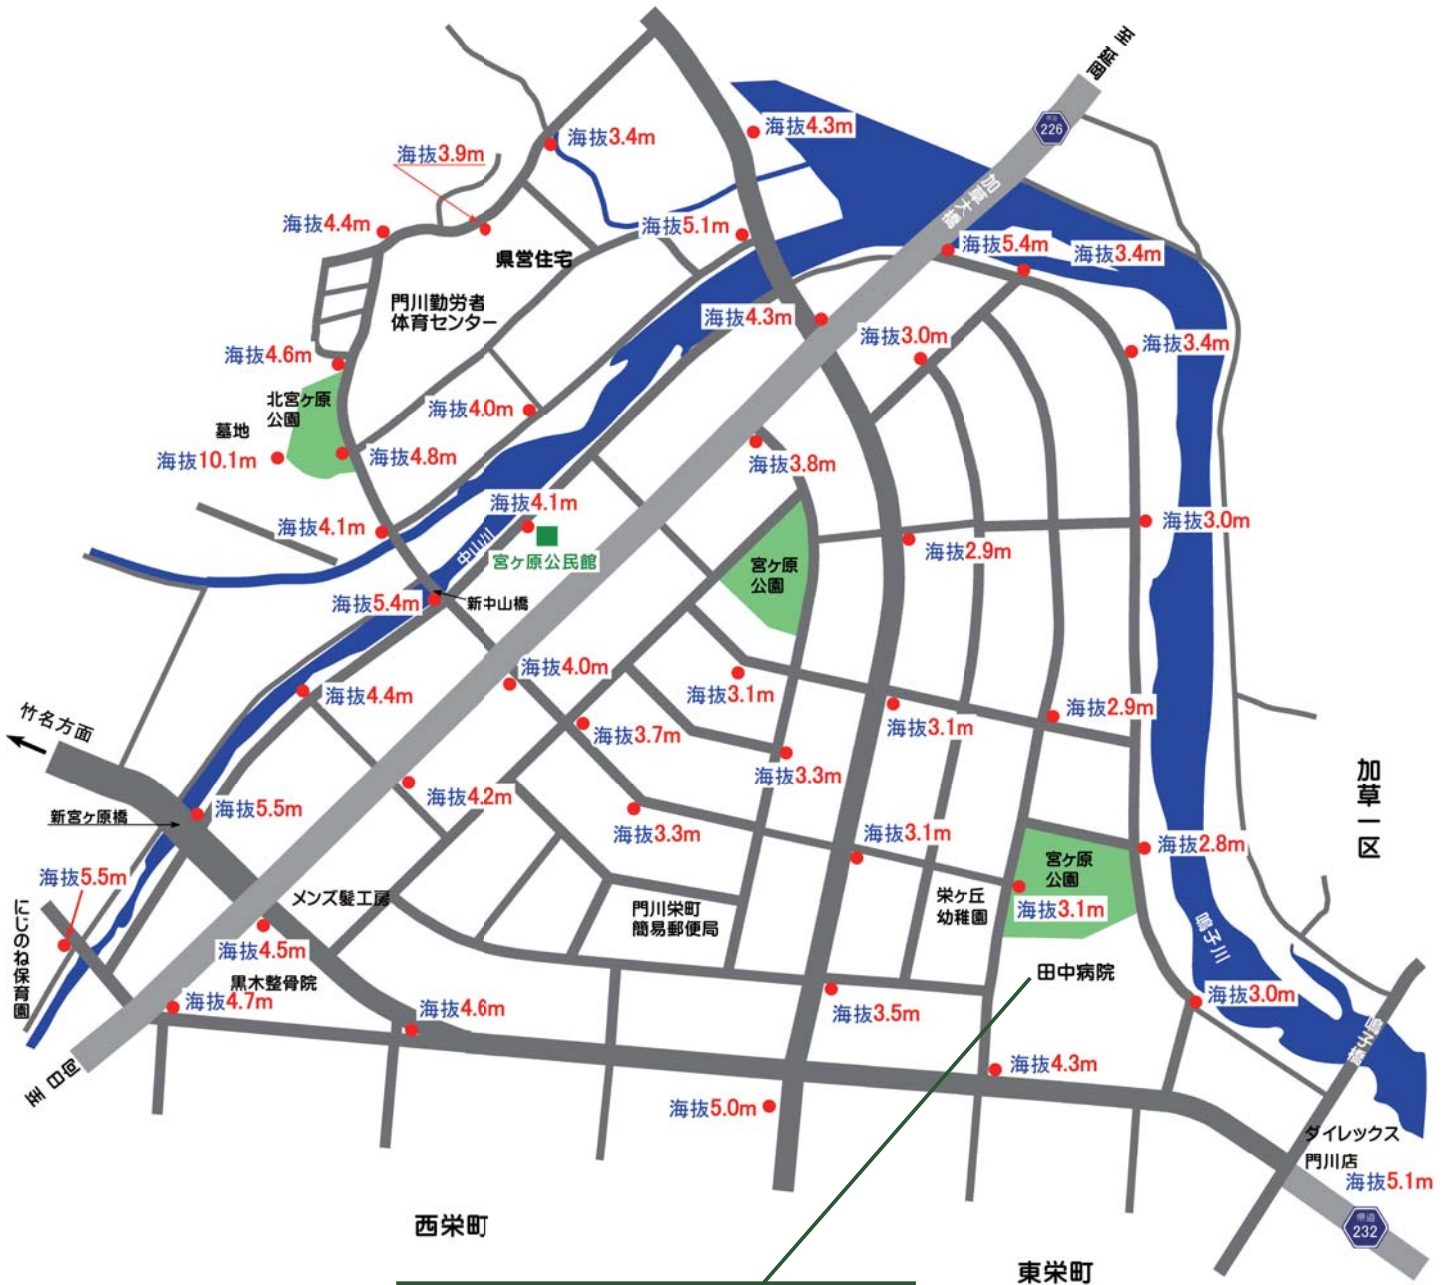 至 延岡
県道
226
海抜4.3m
海抜3.4m
海抜3.9m
加草大橋
海抜4.4m
海抜5.1m
海抜5.4m
海抜3.4m
県営住宅
門川勤労者
体育センター
海抜4.3m
海抜3.0m
海抜3.4m
海抜4.6m
北宮ヶ原
公園
海抜4.0m
墓地
海抜10.1m
海抜4.8m
海抜3.8m
海抜4.1m
海抜4.1m
海抜3.0m
中山川
宮ヶ原公民館
海抜2.9m
宮ヶ原
公園
海抜5.4m
新中山橋
海抜4.0m
海抜4.4m
海抜3.1m
海抜2.9m
竹名方面
海抜3.7m
海抜3.1m
海抜3.3m
加草一区
海抜4.2m
海抜5.5m
新宮ヶ原橋
海抜3.3m
海抜3.1m
海抜2.8m
宮ヶ原
公園
海抜5.5m
メンズ髪工房
栄ヶ丘
幼稚園
海抜3.1m
門川栄町
簡易郵便局
にじのね保育園
海抜4.5m
鳴子川
黒木整骨院
田中病院
海抜4.7m
海抜4.6m
海抜3.5m
海抜3.0m
鳴子橋
至 日向
海抜4.3m
海抜5.0m
ダイレックス
門川店
海抜5.1m
西栄町
県道
232
東栄町